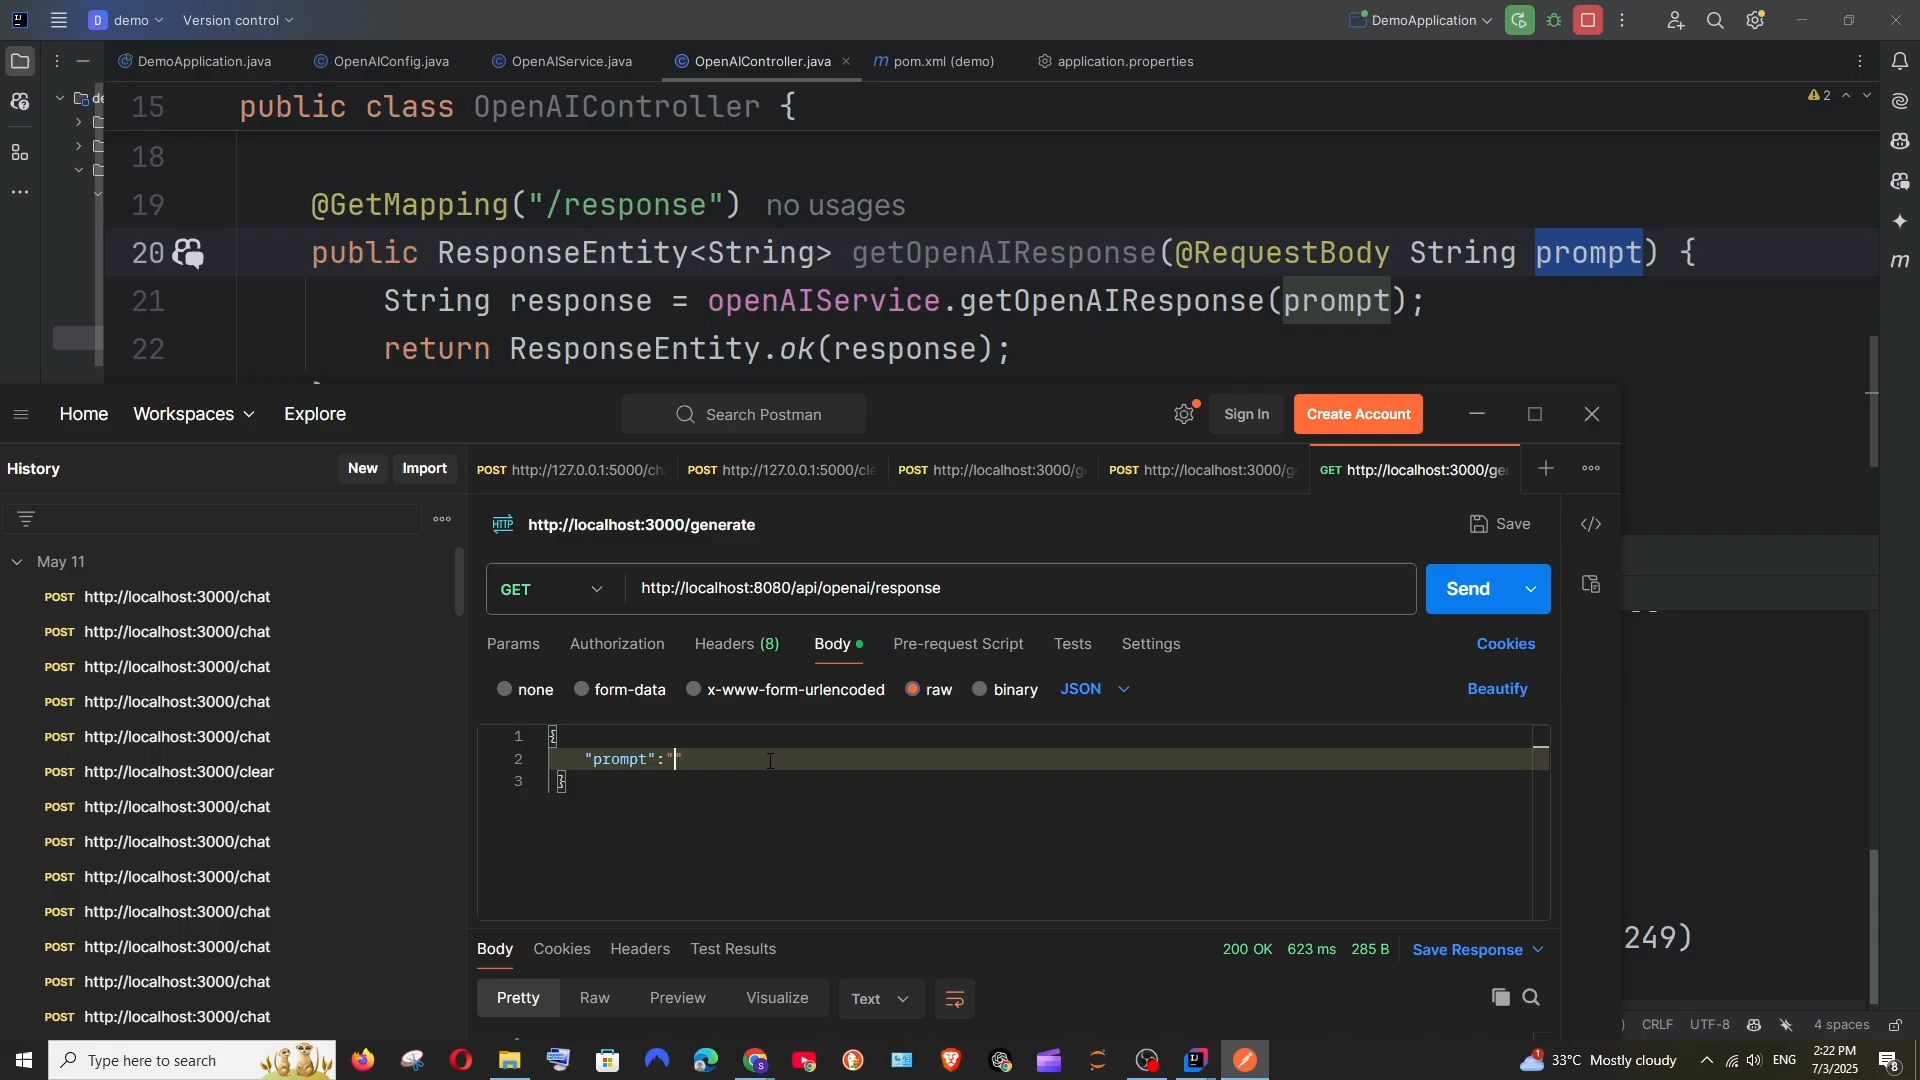 D demo Version control DemoApplication
DemoApplication.java OpenAIConfig.java OpenAIService.java OpenAIController.java m pom.xml (demo) application.properties
de
15 public class OpenAIController { 2
18
19 @GetMapping("/response") no usages
20 public ResponseEntity<String> getOpenAIResponse(@RequestBody String prompt) {
21 String response = openAIService.getOpenAIResponse(prompt);
22 return ResponseEntity.ok(response);
Home Workspaces Explore Search Postman Sign In Create Account
History New Import POST http://127.0.0.1:5000/ch POST http://127.0.0.1:5000/cle POST http://localhost:3000/g POST http://localhost:3000/g GET http://localhost:3000/ge
HTTP http://localhost:3000/generate Save
May 11
GET http://localhost:8080/api/openai/response Send
POST http://localhost:3000/chat
POST http://localhost:3000/chat
Params Authorization Headers (8) Body Pre-request Script Tests Settings Cookies
POST http://localhost:3000/chat
none form-data x-www-form-urlencoded raw binary JSON Beautify
POST http://localhost:3000/chat
POST http://localhost:3000/chat
1 {
2 "prompt":""
3 }
POST http://localhost:3000/clear
POST http://localhost:3000/chat
POST http://localhost:3000/chat
POST http://localhost:3000/chat
POST http://localhost:3000/chat
POST http://localhost:3000/chat
Body Cookies Headers Test Results 200 OK 623 ms 285 B Save Response
249)
POST http://localhost:3000/chat
Pretty Raw Preview Visualize Text
POST http://localhost:3000/chat
) CRLF UTF-8 4 spaces
Type here to search 1 33°C Mostly cloudy ENG 2:22 PM
7/3/2025 8